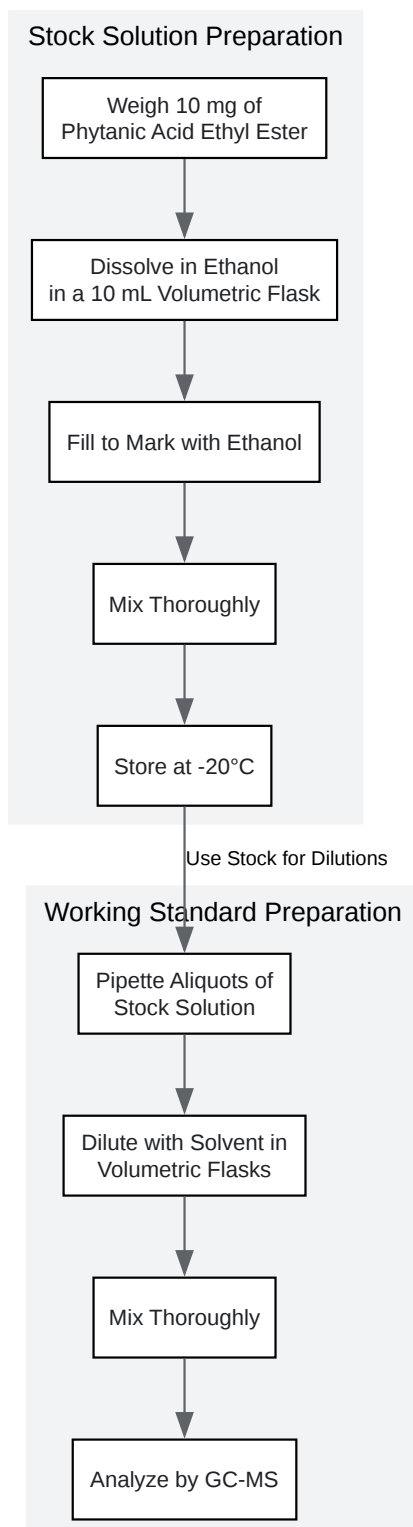 Stock Solution Preparation
Weigh 10 mg of
Phytanic Acid Ethyl Ester
Dissolve in Ethanol
in a 10 mL Volumetric Flask
Fill to Mark with Ethanol
Mix Thoroughly
Store at -20°C
Use Stock for Dilutions
Working Standard Preparation
Pipette Aliquots of
Stock Solution
Dilute with Solvent in
Volumetric Flasks
Mix Thoroughly
Analyze by GC-MS